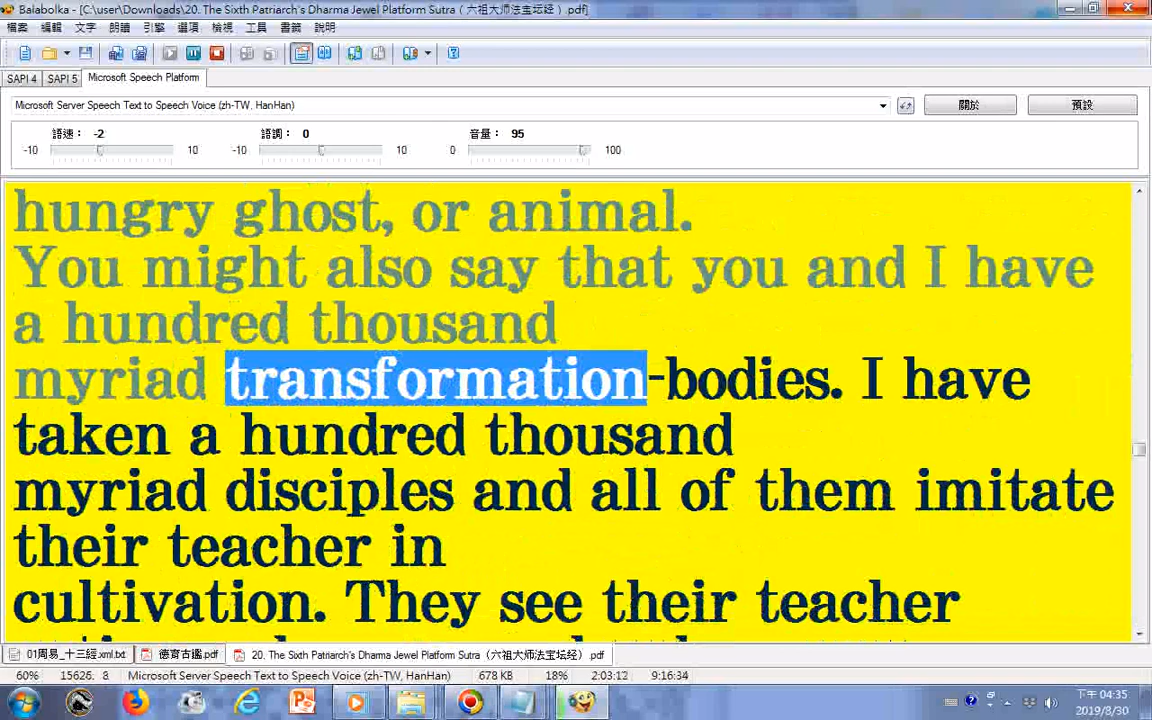 Balabolka - [C:\user\Downloads\20. The Sixth Patriarch's Dharma Jewel Platform Sutra（六祖大师法宝坛经）.pdf]
檔案 編輯 文字 朗讀 引擎 選項 檢視 工具 書籤 說明
SAPI 4 SAPI 5 Microsoft Speech Platform
Microsoft Server Speech Text to Speech Voice (zh-TW, HanHan) 關於 預設
語速： -2 語調： 0 音量： 95
-10 10 -10 10 0 100
hungry ghost, or animal.
You might also say that you and I have
a hundred thousand
myriad transformation-bodies. I have
taken a hundred thousand
myriad disciples and all of them imitate
their teacher in
cultivation. They see their teacher
01周易_十三經.xml.txt 德育古鑑.pdf 20. The Sixth Patriarch's Dharma Jewel Platform Sutra（六祖大师法宝坛经）.pdf
60% 15626. 8 Microsoft Server Speech Text to Speech Voice (zh-TW, HanHan) 678 KB 18% 2:03:12 9:16:34
下午 04:35
2019/8/30